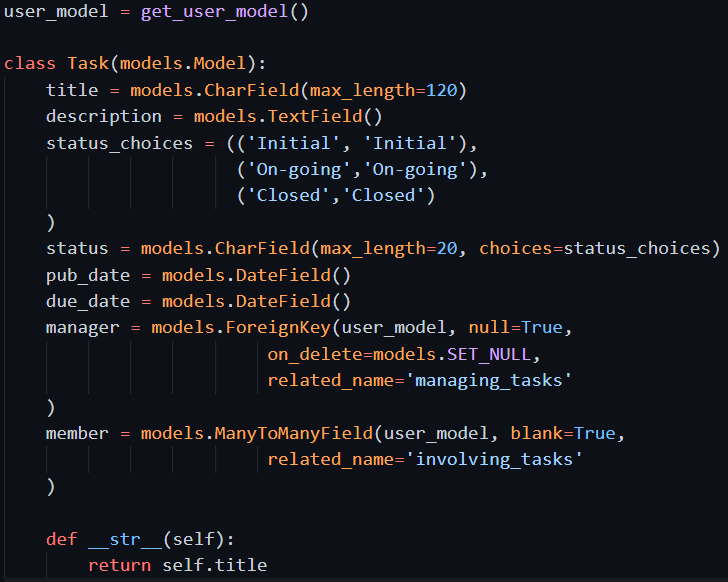 user_model = get_user_model()

class Task(models.Model):
    title = models.CharField(max_length=120)
    description = models.TextField()
    status_choices = (('Initial', 'Initial'),
                      ('On-going','On-going'),
                      ('Closed','Closed')
    )
    status = models.CharField(max_length=20, choices=status_choices)
    pub_date = models.DateField()
    due_date = models.DateField()
    manager = models.ForeignKey(user_model, null=True,
                         on_delete=models.SET_NULL,
                         related_name='managing_tasks'
    )
    member = models.ManyToManyField(user_model, blank=True,
                         related_name='involving_tasks'
    )

    def __str__(self):
        return self.title